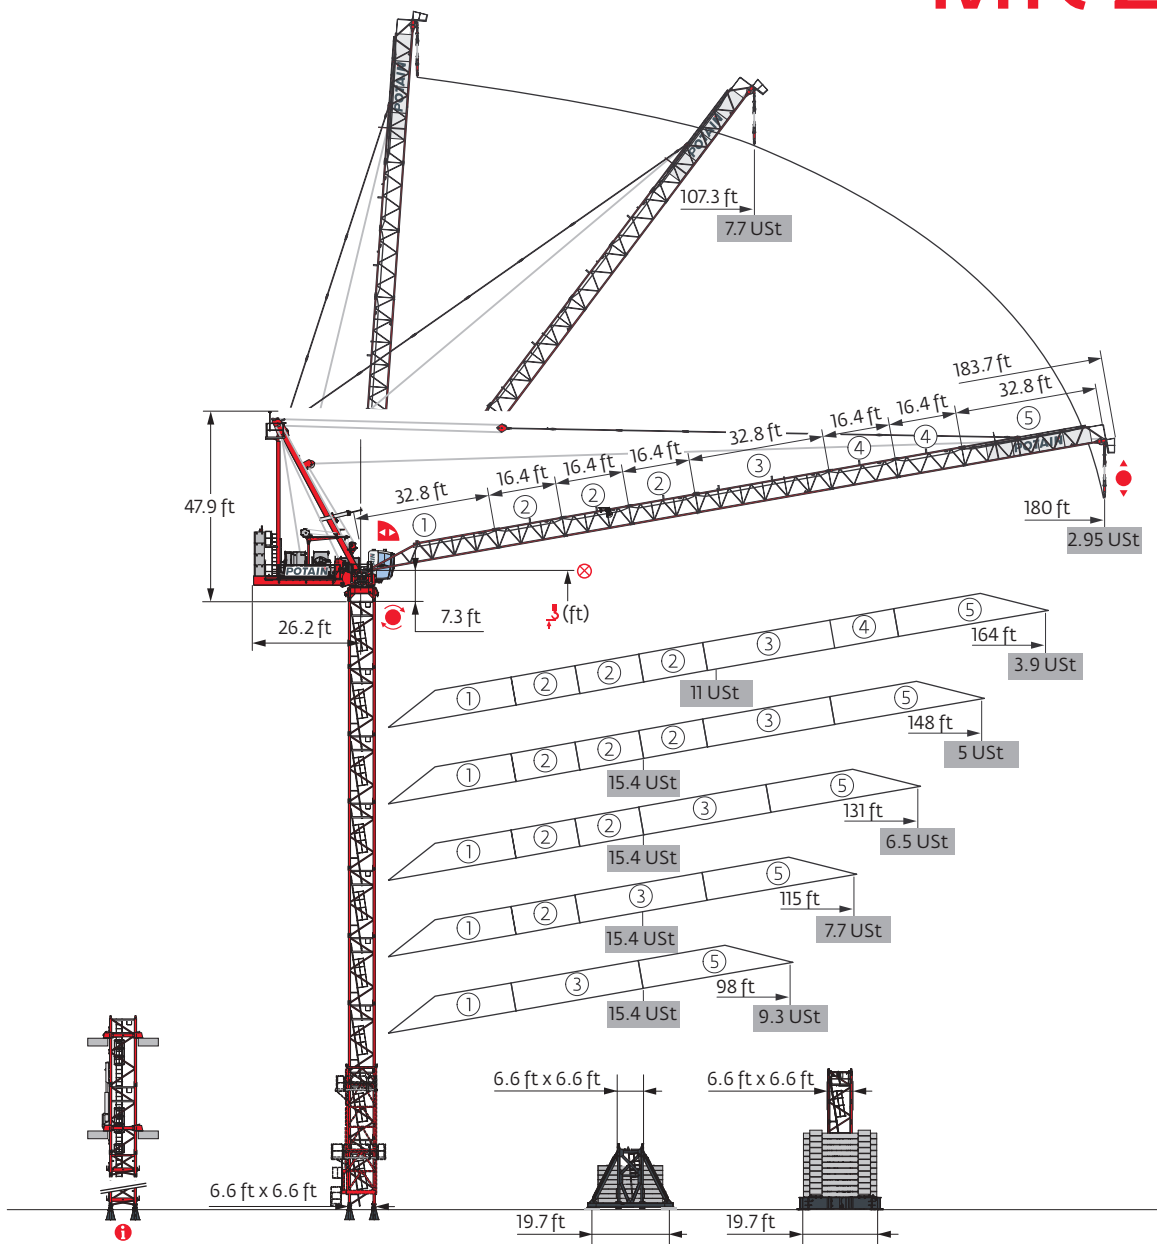 POTAIN
POTAIN
107.3 ft
7.7 USt
183.7 ft
32.8 ft
16.4 ft
16.4 ft
32.8 ft
16.4 ft
16.4 ft
16.4 ft
32.8 ft
5
4
4
3
2
2
2
1
POTAIN
47.9 ft
180 ft
2.95 USt
POTAIN
7.3 ft
(ft)
26.2 ft
1
2
2
2
3
4
5
164 ft
3.9 USt
11 USt
1
2
2
2
3
5
148 ft
5 USt
15.4 USt
1
2
2
3
5
131 ft
6.5 USt
15.4 USt
1
2
3
5
115 ft
7.7 USt
15.4 USt
1
3
5
98 ft
9.3 USt
15.4 USt
6.6 ft x 6.6 ft
6.6 ft x 6.6 ft
6.6 ft x 6.6 ft
19.7 ft
19.7 ft
i